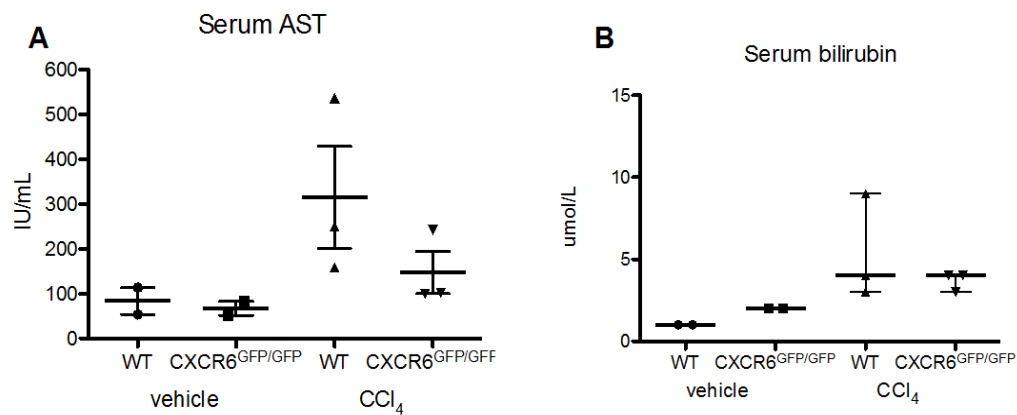 A
Serum AST
600
500
400
300
200
100
0
IU/mL
WT CXCR6GFP/GFP WT CXCR6GFP/GFF
vehicle CCl4
B
Serum bilirubin
15
10
5
0
umol/L
WT CXCR6GFP/GFP WT CXCR6GFP/GFP
vehicle CCl4